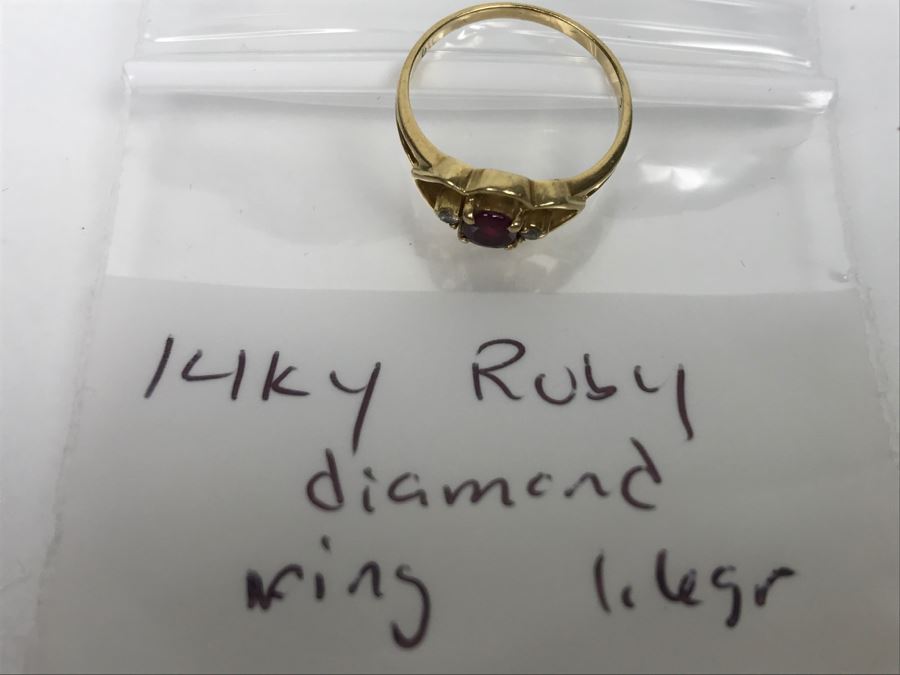 14ky Ruby
diamond
ring 1.6gr